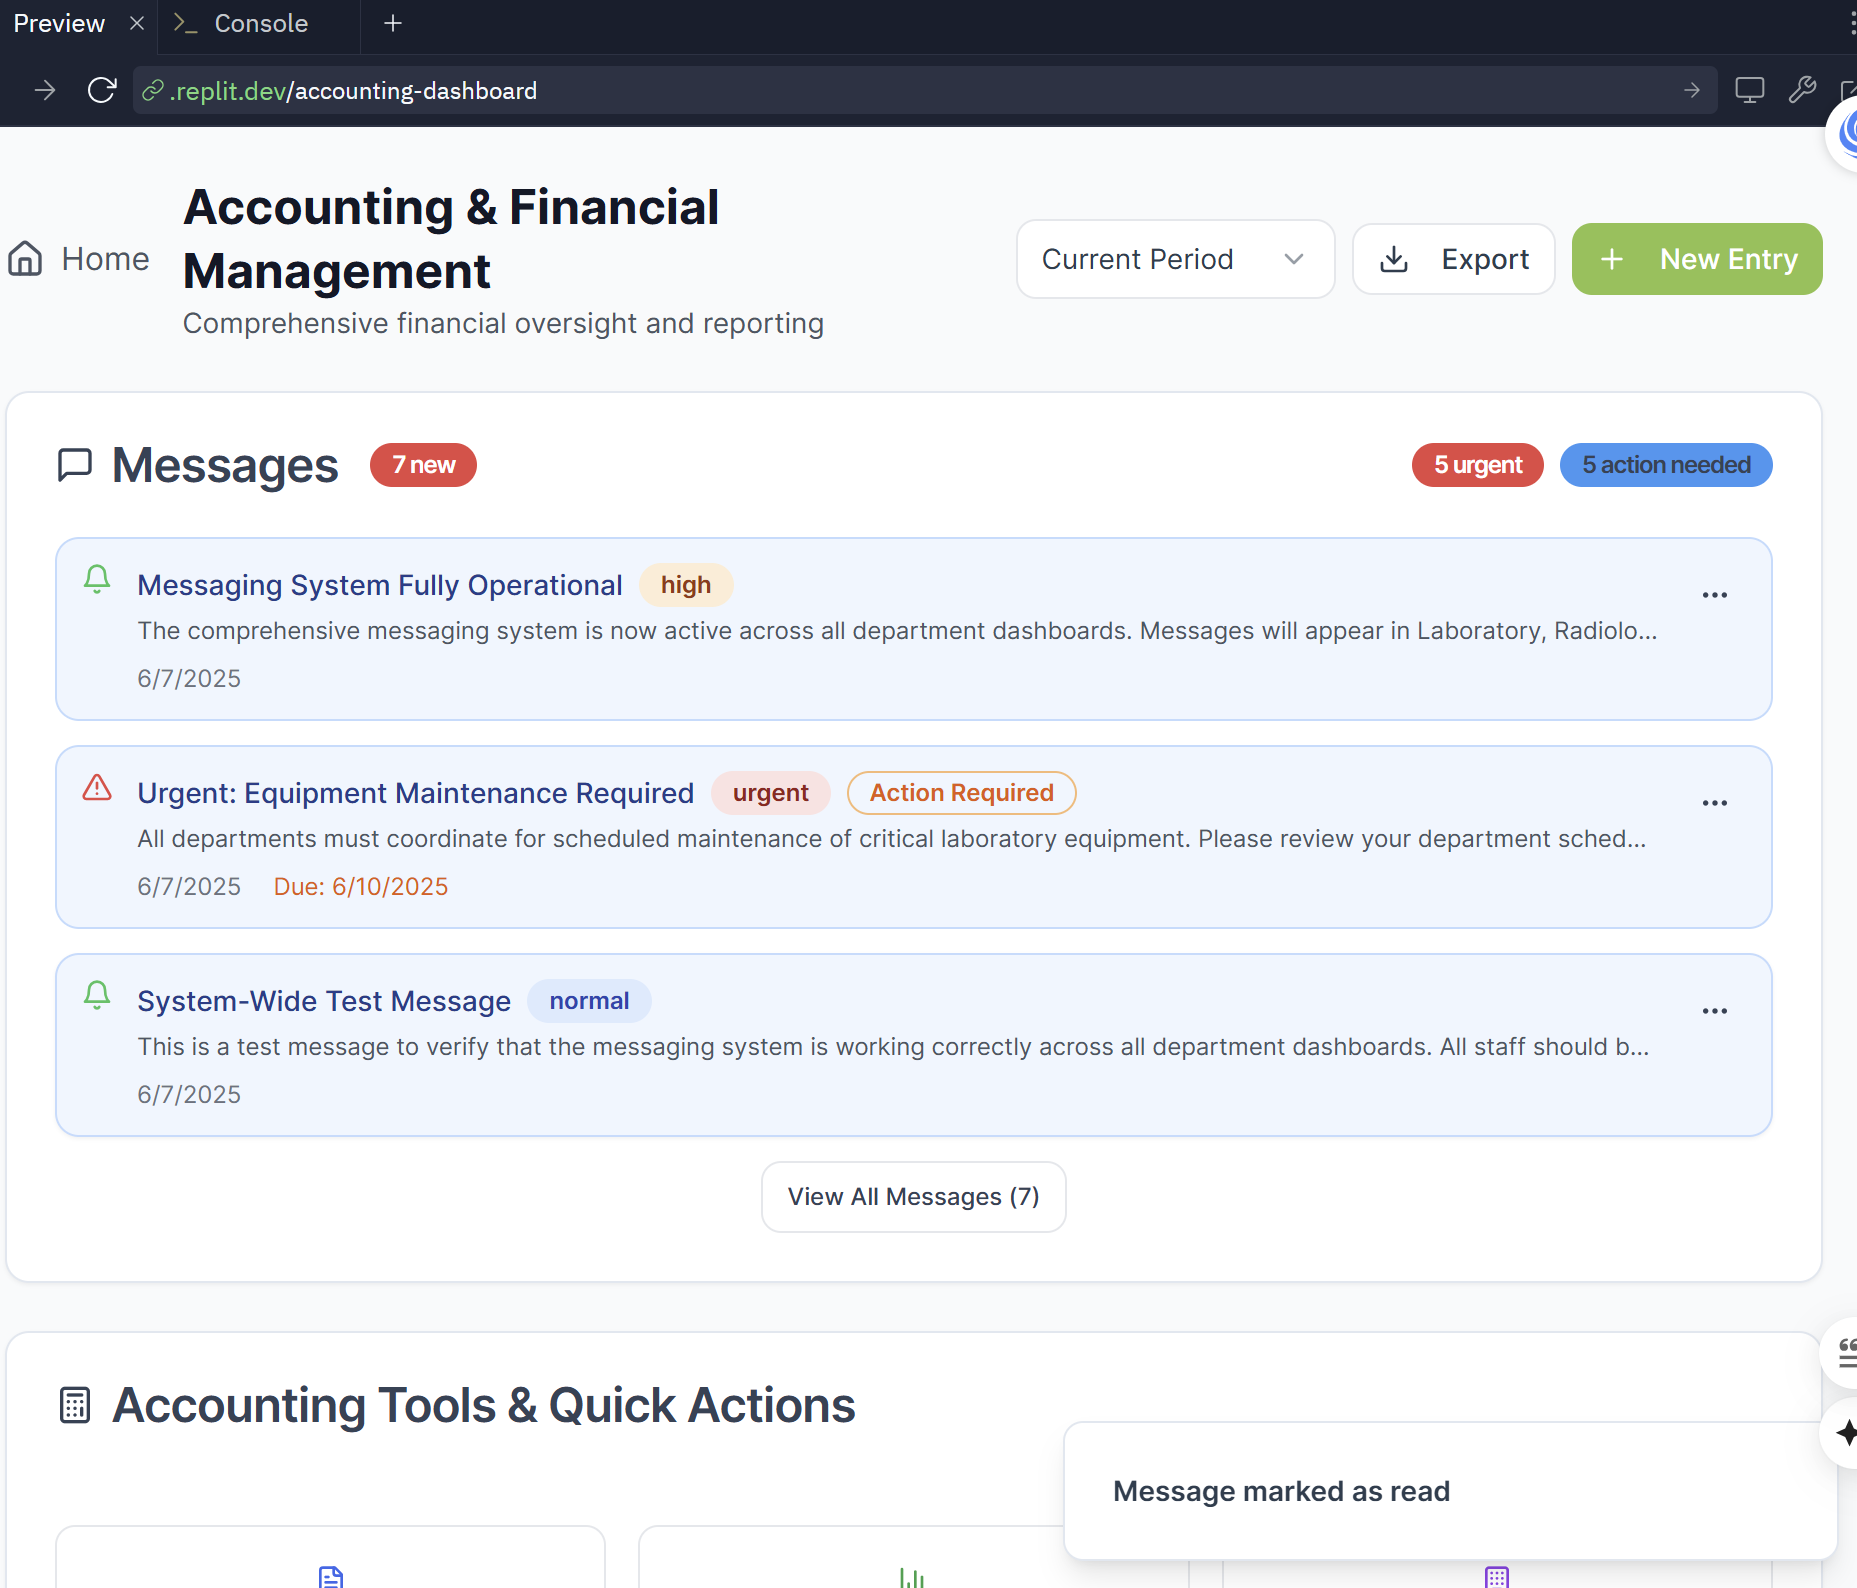 Preview
Console
.replit.dev/accounting-dashboard
Home
Accounting & Financial
Management
Comprehensive financial oversight and reporting
Current Period
Export
New Entry
Messages
7 new
5 urgent
5 action needed
Messaging System Fully Operational
high
The comprehensive messaging system is now active across all department dashboards. Messages will appear in Laboratory, Radiolo...
6/7/2025
Urgent: Equipment Maintenance Required
urgent
Action Required
All departments must coordinate for scheduled maintenance of critical laboratory equipment. Please review your department sched...
6/7/2025
Due: 6/10/2025
System-Wide Test Message
normal
This is a test message to verify that the messaging system is working correctly across all department dashboards. All staff should b...
6/7/2025
View All Messages (7)
Accounting Tools & Quick Actions
Message marked as read